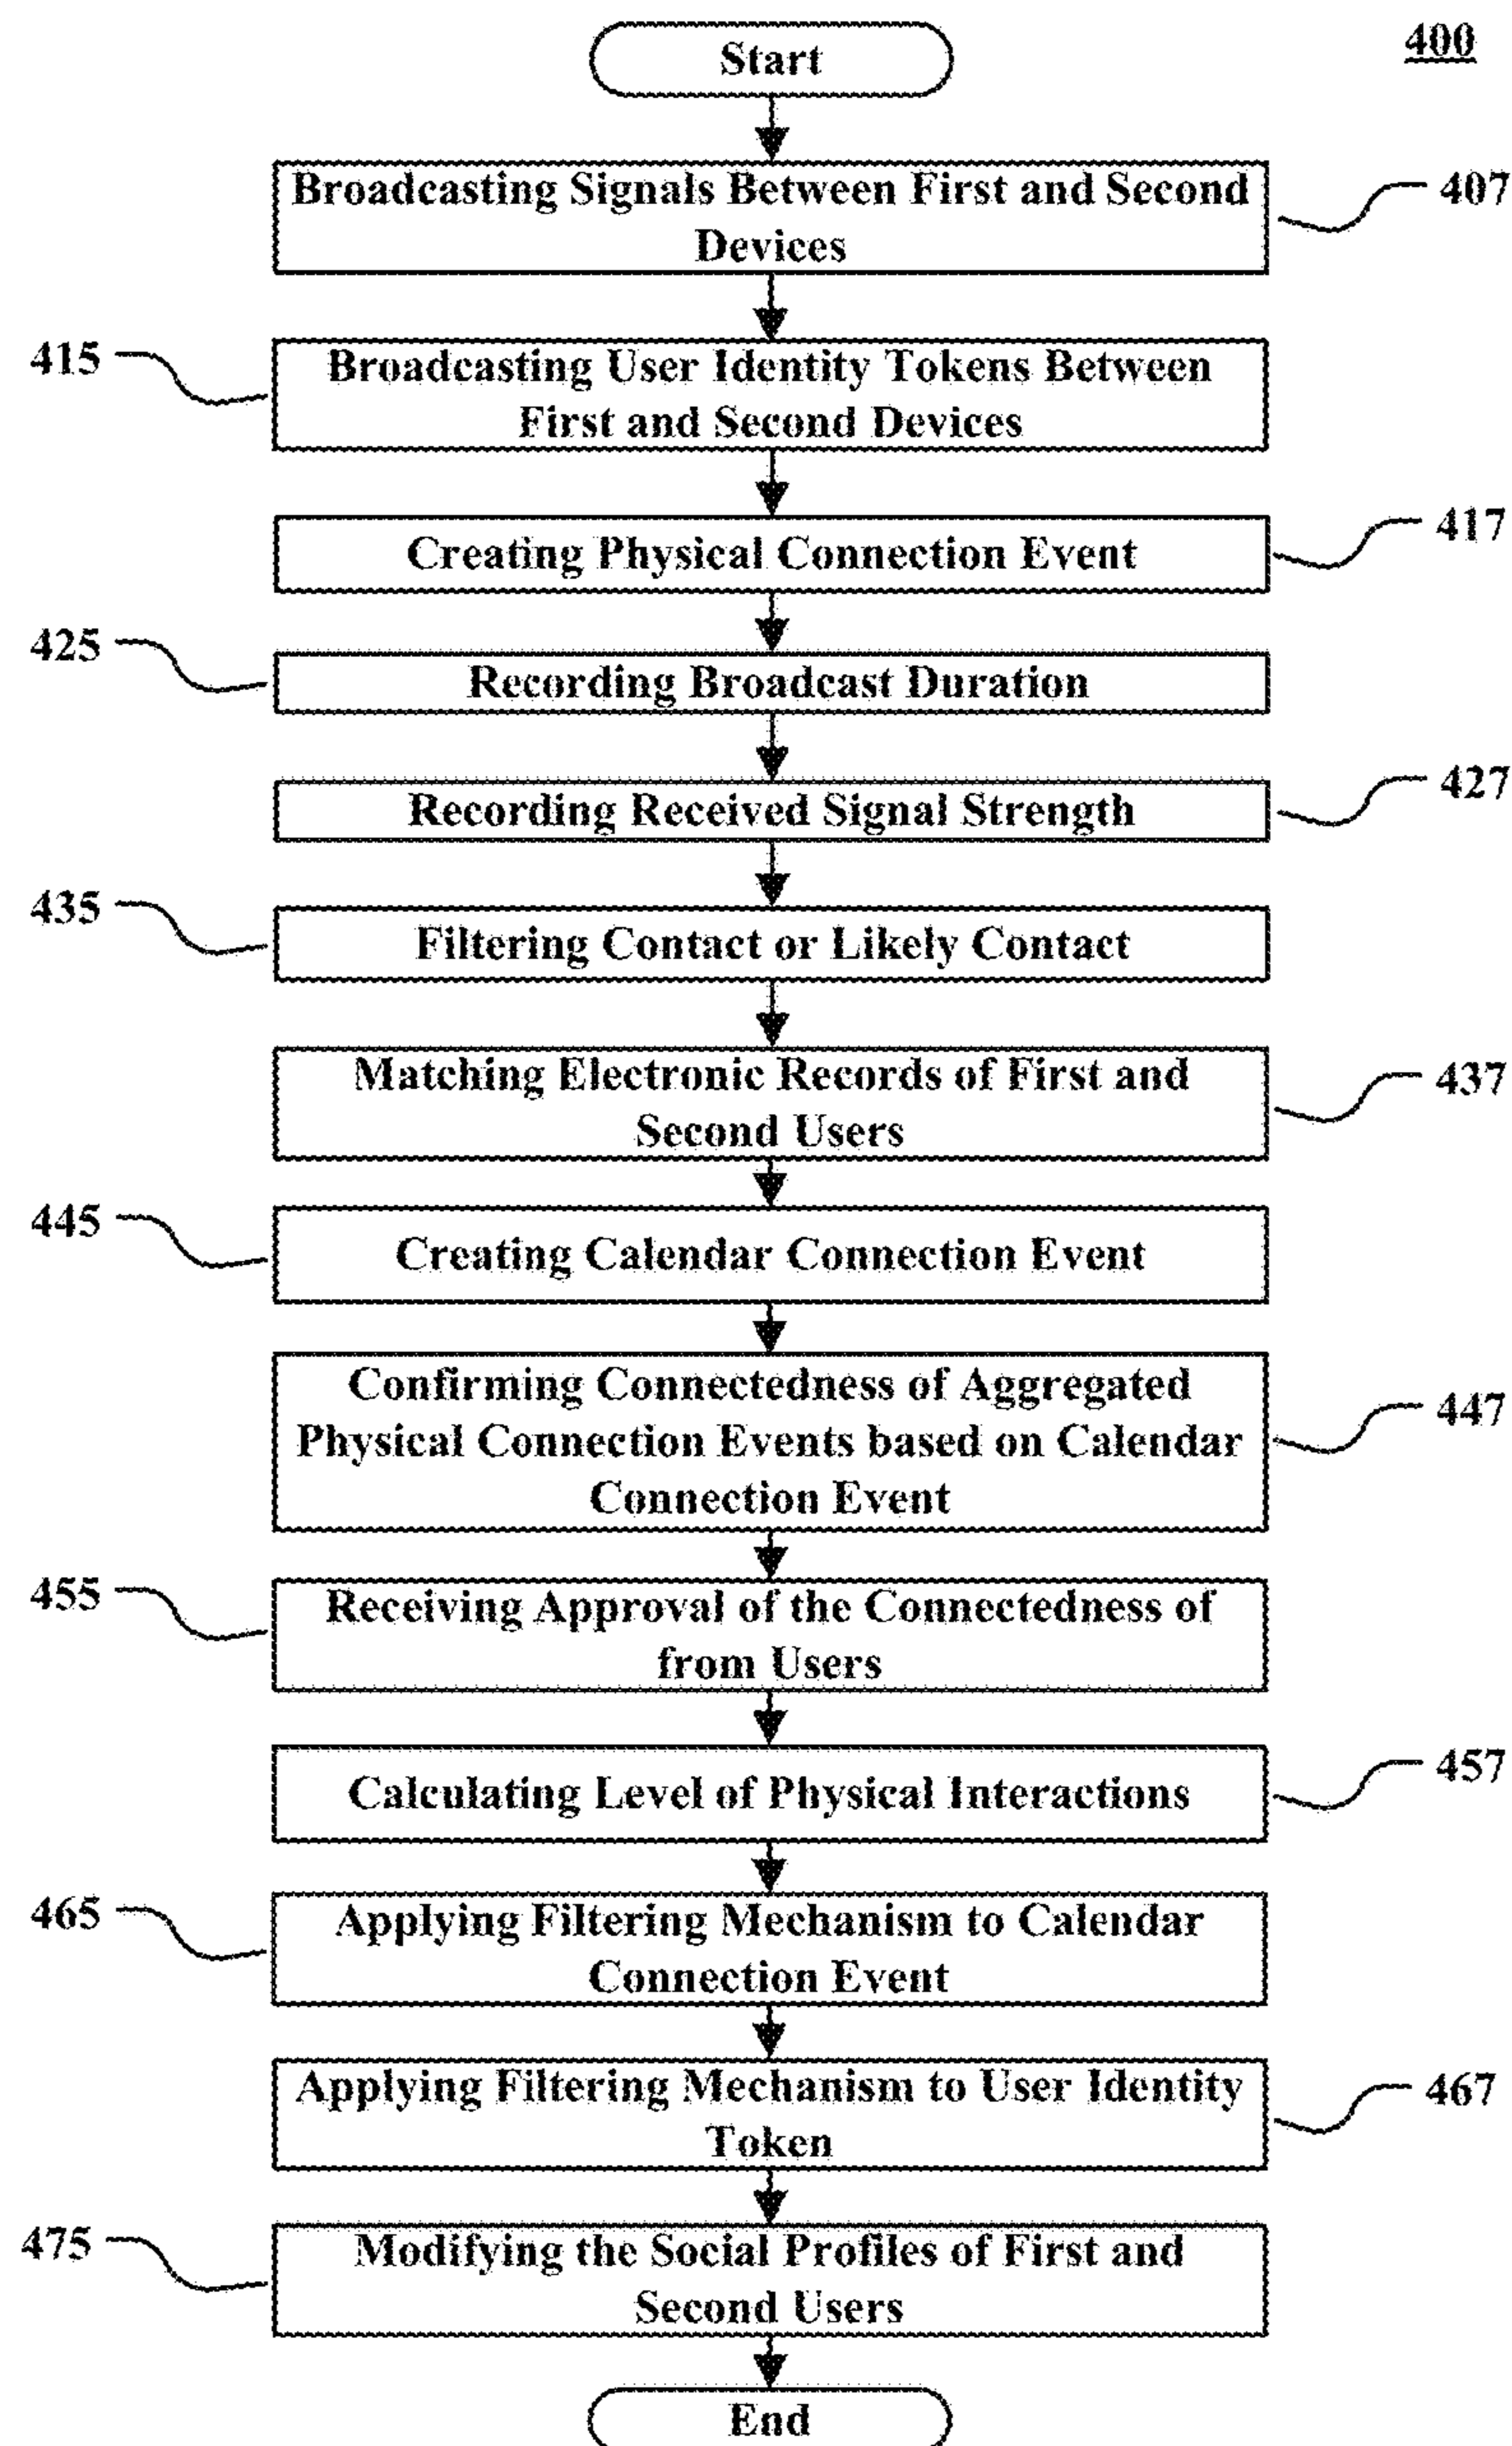 400
Start
Broadcasting Signals Between First and Second
Devices
407
415
Broadcasting User Identity Tokens Between
First and Second Devices
Creating Physical Connection Event
417
425
Recording Broadcast Duration
Recording Received Signal Strength
427
435
Filtering Contact or Likely Contact
Matching Electronic Records of First and
Second Users
437
445
Creating Calendar Connection Event
Confirming Connectedness of Aggregated
Physical Connection Events based on Calendar
Connection Event
447
455
Receiving Approval of the Connectedness of
from Users
Calculating Level of Physical Interactions
457
465
Applying Filtering Mechanism to Calendar
Connection Event
Applying Filtering Mechanism to User Identity
Token
467
475
Modifying the Social Profiles of First and
Second Users
End